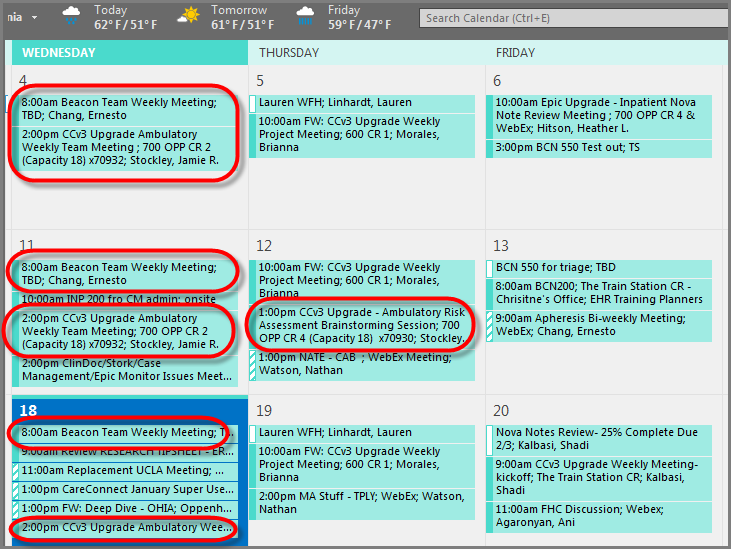 nia
Today
62° F / 51° F
Tomorrow
61° F / 51° F
Friday
59° F / 47° F
Search Calendar (Ctrl+E)
WEDNESDAY
THURSDAY
FRIDAY
4
8:00am Beacon Team Weekly Meeting;
TBD; Chang, Ernesto
2:00pm CCv3 Upgrade Ambulatory
Weekly Team Meeting ; 700 OPP CR 2
(Capacity 18) x70932; Stockley, Jamie R.
5
Lauren WFH; Linhardt, Lauren
10:00am FW: CCv3 Upgrade Weekly
Project Meeting; 600 CR 1; Morales,
Brianna
6
10:00am Epic Upgrade - Inpatient Nova
Note Review Meeting ; 700 OPP CR 4 &
WebEx; Hitson, Heather L.
3:00pm BCN 550 Test out; TS
11
8:00am Beacon Team Weekly Meeting;
TBD; Chang, Ernesto
10:00am INP 200 fro CM admin; onsite
2:00pm CCv3 Upgrade Ambulatory
Weekly Team Meeting; 700 OPP CR 2
(Capacity 18) x70932; Stockley, Jamie R.
2:00pm ClinDoc/Stork/Case
Management/Epic Monitor Issues Meet...
12
10:00am FW: CCv3 Upgrade Weekly
Project Meeting; 600 CR 1; Morales,
Brianna
1:00pm CCv3 Upgrade - Ambulatory Risk
Assessment Brainstorming Session; 700
OPP CR 4 (Capacity 18) x70930; Stockley,
1:00pm NATE - CAB ; WebEx Meeting;
Watson, Nathan
13
BCN 550 for triage; TBD
8:00am BCN200; The Train Station CR -
Chrisitne's Office; EHR Training Planners
9:00am Apheresis Bi-weekly Meeting;
WebEx; Chang, Ernesto
18
8:00am Beacon Team Weekly Meeting; T...
9:00am Review RESEARCH TIPSHEET - ER...
11:00am Replacement UCLA Meeting; ...
1:00pm CareConnect January Super Use...
1:00pm FW: Deep Dive - OHIA; Oppenh...
2:00pm CCv3 Upgrade Ambulatory Wee...
19
Lauren WFH; Linhardt, Lauren
10:00am FW: CCv3 Upgrade Weekly
Project Meeting; 600 CR 1; Morales,
Brianna
2:00pm MA Stuff - TPLY; WebEx; Watson,
Nathan
20
Nova Notes Review- 25% Complete Due
2/3; Kalbasi, Shadi
9:00am CCv3 Upgrade Weekly Meeting-
kickoff; The Train Station CR; Kalbasi,
Shadi
11:00am FHC Discussion; Webex;
Agaronyan, Ani